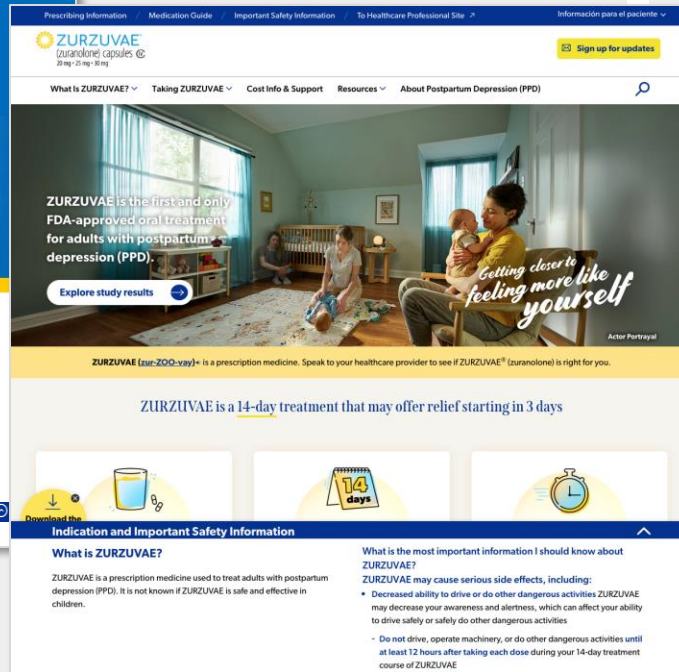 Prescribing Information / Medication Guide / Important Safety Information / To Healthcare Professional Site ↗ Información para el paciente
ZURZUVAE
(zuranolone) capsules CIV
20 mg • 25 mg • 30 mg
Sign up for updates
What Is ZURZUVAE? Taking ZURZUVAE Cost Info & Support Resources About Postpartum Depression (PPD)
ZURZUVAE is the first and only
FDA-approved oral treatment
for adults with postpartum
depression (PPD).
Explore study results
Getting closer to
feeling more like
yourself
Actor Portrayal
ZURZUVAE (zur-ZOO-vay) is a prescription medicine. Speak to your healthcare provider to see if ZURZUVAE® (zuranolone) is right for you.
ZURZUVAE is a 14-day treatment that may offer relief starting in 3 days
14
days
Download the
Indication and Important Safety Information
What is ZURZUVAE?
ZURZUVAE is a prescription medicine used to treat adults with postpartum
depression (PPD). It is not known if ZURZUVAE is safe and effective in
children.
What is the most important information I should know about
ZURZUVAE?
ZURZUVAE may cause serious side effects, including:
• Decreased ability to drive or do other dangerous activities ZURZUVAE
may decrease your awareness and alertness, which can affect your ability
to drive safely or safely do other dangerous activities
- Do not drive, operate machinery, or do other dangerous activities until
at least 12 hours after taking each dose during your 14-day treatment
course of ZURZUVAE